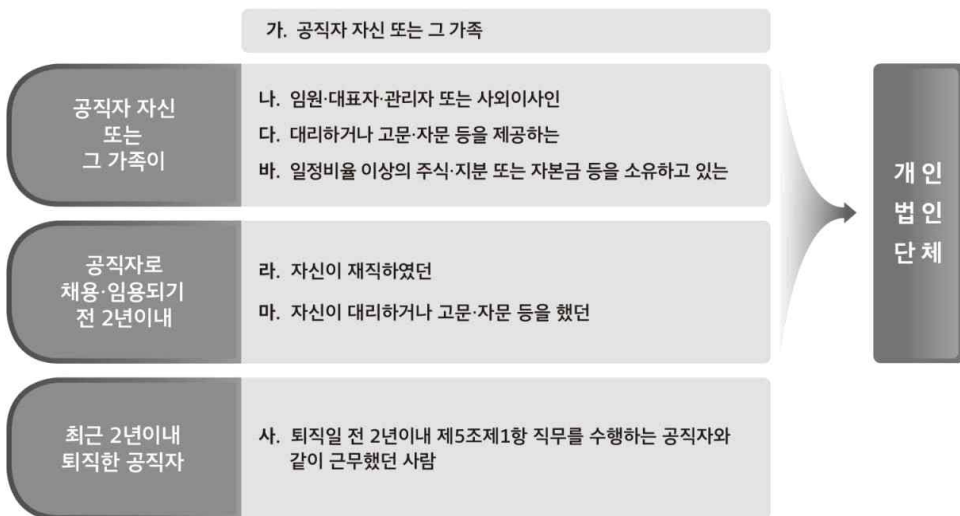 가. 공직자 자신 또는 그 가족
공직자 자신
또는
그 가족이
나. 임원·대표자·관리자 또는 사외이사인
다. 대리하거나 고문·자문 등을 제공하는
바. 일정비율 이상의 주식·지분 또는 자본금 등을 소유하고 있는
공직자로
채용·임용되기
전 2년이내
라. 자신이 재직하였던
마. 자신이 대리하거나 고문·자문 등을 했던
개 인
법 인
단 체
최근 2년이내
퇴직한 공직자
사. 퇴직일 전 2년이내 제5조제1항 직무를 수행하는 공직자와
같이 근무했던 사람